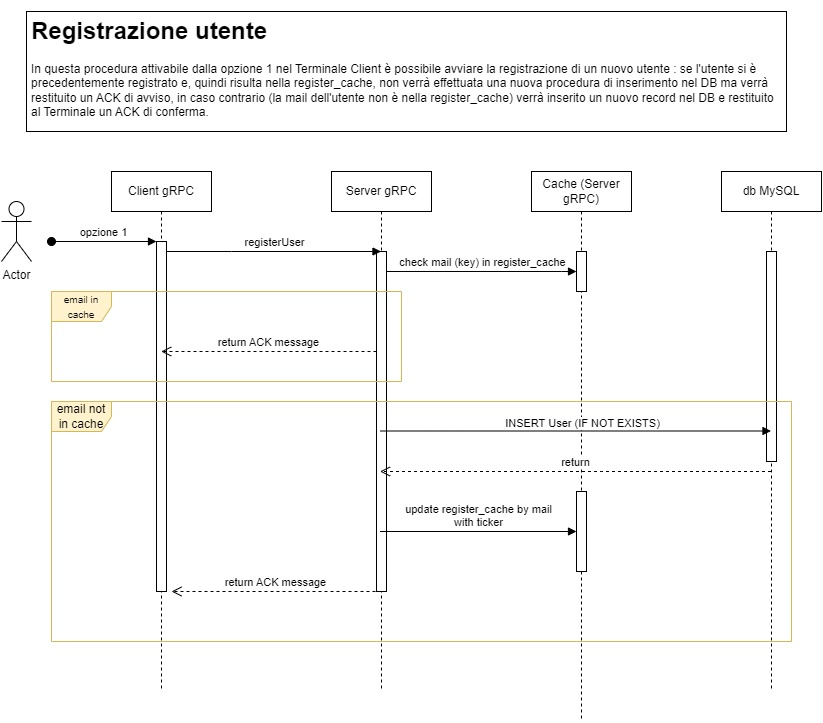 Registrazione utente
In questa procedura attivabile dalla opzione 1 nel Terminale Client è possibile avviare la registrazione di un nuovo utente : se l'utente si è
precedentemente registrato e, quindi risulta nella register_cache, non verrà effettuata una nuova procedura di inserimento nel DB ma verrà
restituito un ACK di avviso, in caso contrario (la mail dell'utente non è nella register_cache) verrà inserito un nuovo record nel DB e restituito
al Terminale un ACK di conferma.
Client gRPC
Server gRPC
Cache (Server
gRPC)
db MySQL
Actor
opzione 1
registerUser
check mail (key) in register_cache
email in
cache
return ACK message
email not
in cache
INSERT User (IF NOT EXISTS)
return
update register_cache by mail
with ticker
return ACK message